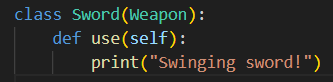 class Sword(Weapon):
    def use(self):
        print("Swinging sword!")